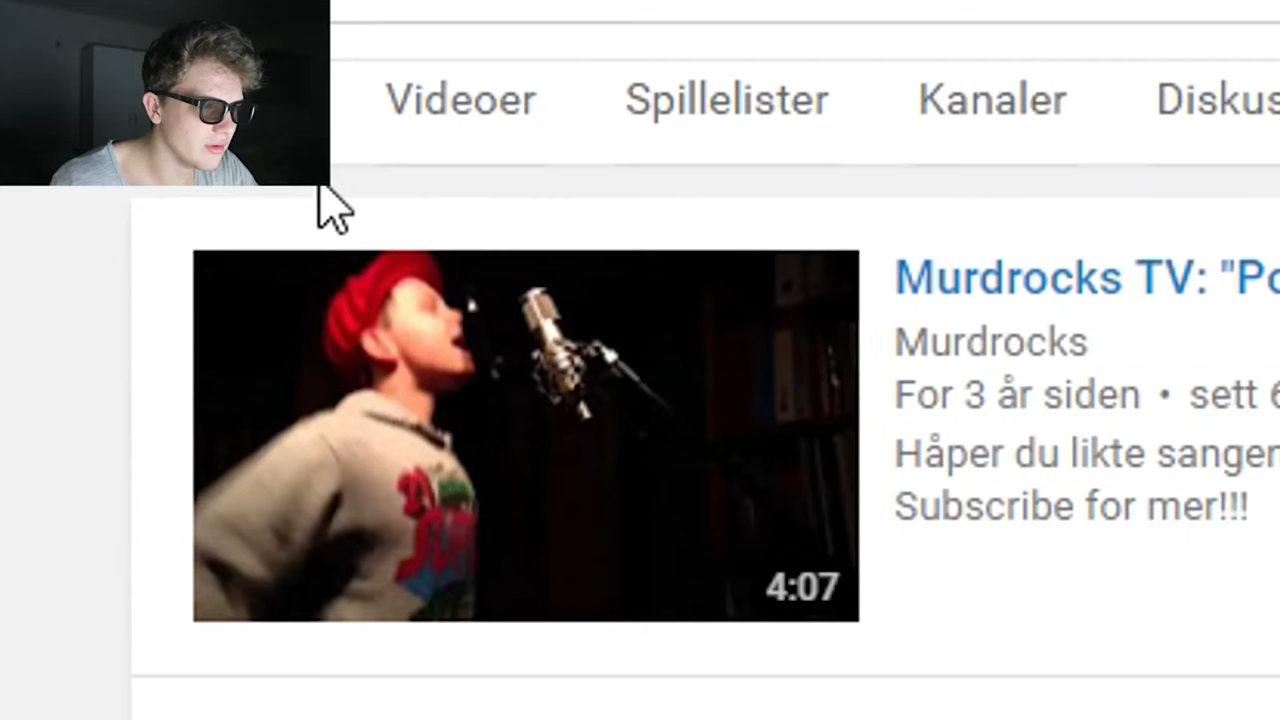 Videoer Spillelister Kanaler
Murdrocks TV:
Murdrocks
For 3 år siden • sett
Håper du likte
Subscribe for mer!!!
4:07